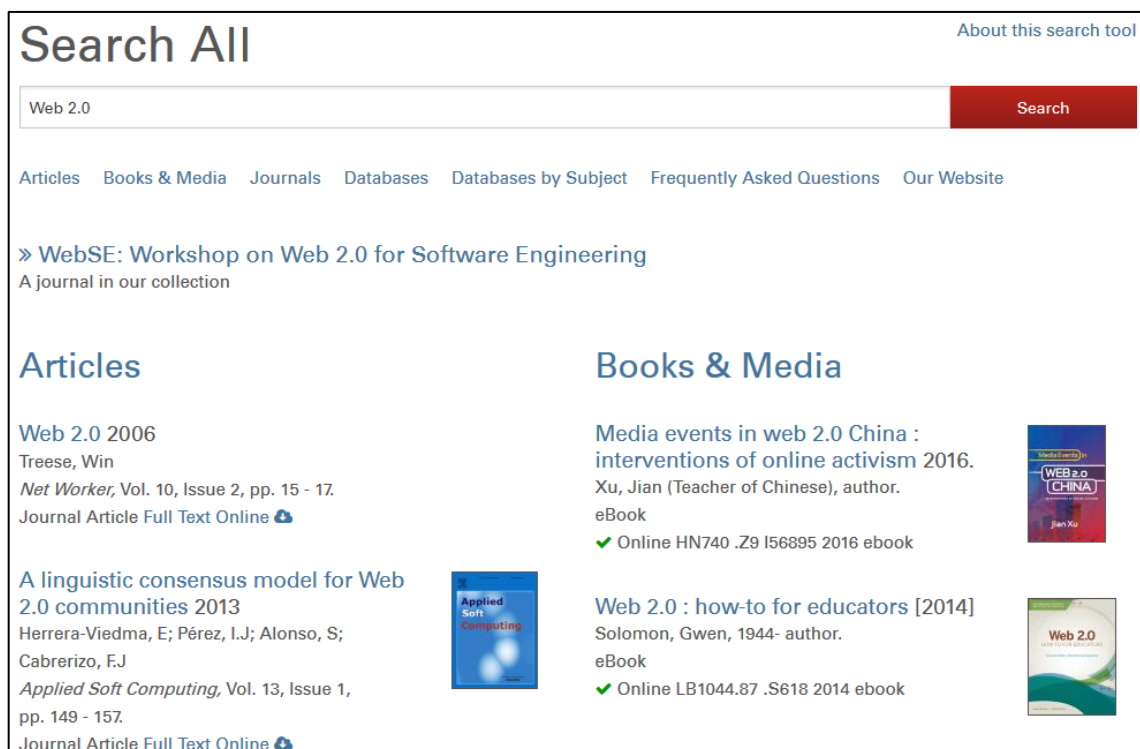 Search All
About this search tool
Web 2.0
Search
Articles Books & Media Journals Databases Databases by Subject Frequently Asked Questions Our Website
» WebSE: Workshop on Web 2.0 for Software Engineering
A journal in our collection
Articles
Web 2.0 2006
Treese, Win
Net Worker, Vol. 10, Issue 2, pp. 15 - 17.
Journal Article Full Text Online
A linguistic consensus model for Web
2.0 communities 2013
Herrera-Viedma, E; Pérez, I.J; Alonso, S;
Cabrerizo, F.J
Applied Soft Computing, Vol. 13, Issue 1,
pp. 149 - 157.
Journal Article Full Text Online
Applied
Soft
Computing
Books & Media
Media events in web 2.0 China :
interventions of online activism 2016.
Xu, Jian (Teacher of Chinese), author.
eBook
✓ Online HN740 .Z9 I56895 2016 ebook
Media Events in
WEB 2.0
CHINA
Jian Xu
Web 2.0 : how-to for educators [2014]
Solomon, Gwen, 1944- author.
eBook
✓ Online LB1044.87 .S618 2014 ebook
Web 2.0
HOW-TO FOR EDUCATORS